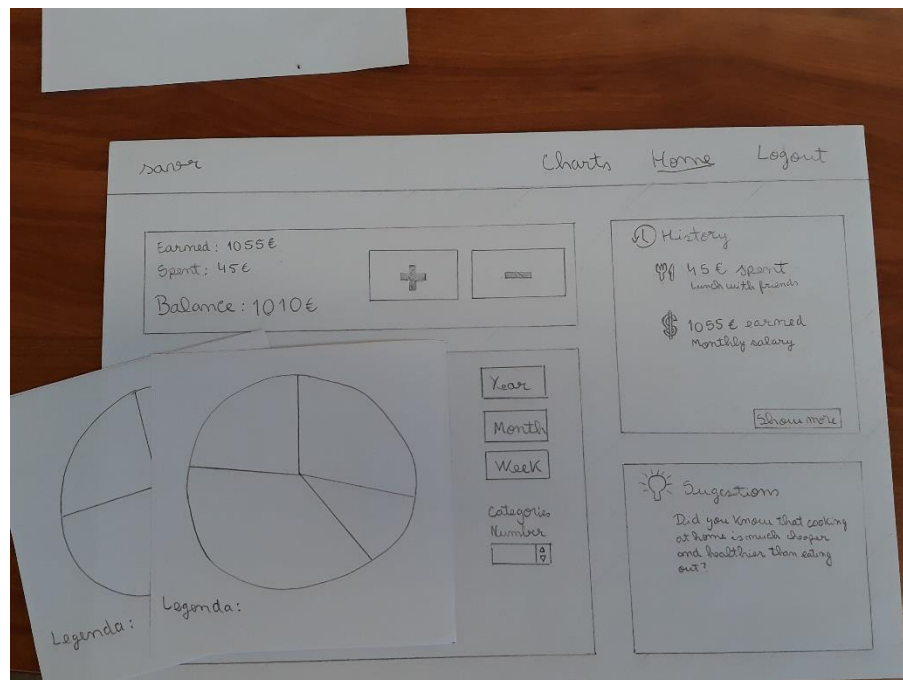 savr
Charts Home Logout
Earned: 1055€
Spent: 45€
Balance: 1010€
+ -
History
45€ spent
Lunch with friends
1055€ earned
Monthly salary
Show more
Year
Month
Week
Categories
Number
Sugestions
Did you know that cooking
at home is much cheaper
and healthier than eating
out?
Legenda:
Legenda: